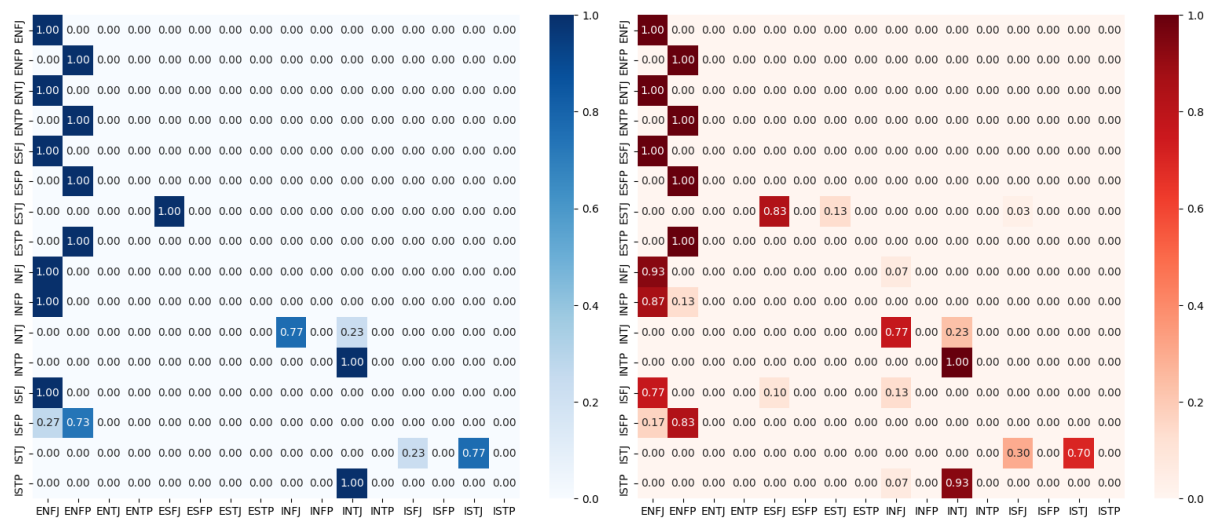 ENFJ 1.00 0.00 0.00 0.00 0.00 0.00 0.00 0.00 0.00 0.00 0.00 0.00 0.00 0.00 0.00 0.00
ENFP 0.00 1.00 0.00 0.00 0.00 0.00 0.00 0.00 0.00 0.00 0.00 0.00 0.00 0.00 0.00 0.00
ENTJ 1.00 0.00 0.00 0.00 0.00 0.00 0.00 0.00 0.00 0.00 0.00 0.00 0.00 0.00 0.00 0.00
ENTP 0.00 1.00 0.00 0.00 0.00 0.00 0.00 0.00 0.00 0.00 0.00 0.00 0.00 0.00 0.00 0.00
ESFJ 1.00 0.00 0.00 0.00 0.00 0.00 0.00 0.00 0.00 0.00 0.00 0.00 0.00 0.00 0.00 0.00
ESFP 0.00 1.00 0.00 0.00 0.00 0.00 0.00 0.00 0.00 0.00 0.00 0.00 0.00 0.00 0.00 0.00
ESTJ 0.00 0.00 0.00 0.00 1.00 0.00 0.00 0.00 0.00 0.00 0.00 0.00 0.00 0.00 0.00 0.00
ESTP 0.00 1.00 0.00 0.00 0.00 0.00 0.00 0.00 0.00 0.00 0.00 0.00 0.00 0.00 0.00 0.00
INFJ 1.00 0.00 0.00 0.00 0.00 0.00 0.00 0.00 0.00 0.00 0.00 0.00 0.00 0.00 0.00 0.00
INFP 1.00 0.00 0.00 0.00 0.00 0.00 0.00 0.00 0.00 0.00 0.00 0.00 0.00 0.00 0.00 0.00
INTJ 0.00 0.00 0.00 0.00 0.00 0.00 0.00 0.00 0.77 0.00 0.23 0.00 0.00 0.00 0.00 0.00
INTP 0.00 0.00 0.00 0.00 0.00 0.00 0.00 0.00 0.00 0.00 1.00 0.00 0.00 0.00 0.00 0.00
ISFJ 1.00 0.00 0.00 0.00 0.00 0.00 0.00 0.00 0.00 0.00 0.00 0.00 0.00 0.00 0.00 0.00
ISFP 0.27 0.73 0.00 0.00 0.00 0.00 0.00 0.00 0.00 0.00 0.00 0.00 0.00 0.00 0.00 0.00
ISTJ 0.00 0.00 0.00 0.00 0.00 0.00 0.00 0.00 0.00 0.00 0.00 0.00 0.23 0.00 0.77 0.00
ISTP 0.00 0.00 0.00 0.00 0.00 0.00 0.00 0.00 0.00 0.00 1.00 0.00 0.00 0.00 0.00 0.00
ENFJ ENFP ENTJ ENTP ESFJ ESFP ESTJ ESTP INFJ INFP INTJ INTP ISFJ ISFP ISTJ ISTP
1.0
0.8
0.6
0.4
0.2
0.0
ENFJ 1.00 0.00 0.00 0.00 0.00 0.00 0.00 0.00 0.00 0.00 0.00 0.00 0.00 0.00 0.00 0.00
ENFP 0.00 1.00 0.00 0.00 0.00 0.00 0.00 0.00 0.00 0.00 0.00 0.00 0.00 0.00 0.00 0.00
ENTJ 1.00 0.00 0.00 0.00 0.00 0.00 0.00 0.00 0.00 0.00 0.00 0.00 0.00 0.00 0.00 0.00
ENTP 0.00 1.00 0.00 0.00 0.00 0.00 0.00 0.00 0.00 0.00 0.00 0.00 0.00 0.00 0.00 0.00
ESFJ 1.00 0.00 0.00 0.00 0.00 0.00 0.00 0.00 0.00 0.00 0.00 0.00 0.00 0.00 0.00 0.00
ESFP 0.00 1.00 0.00 0.00 0.00 0.00 0.00 0.00 0.00 0.00 0.00 0.00 0.00 0.00 0.00 0.00
ESTJ 0.00 0.00 0.00 0.00 0.83 0.00 0.13 0.00 0.00 0.00 0.00 0.00 0.03 0.00 0.00 0.00
ESTP 0.00 1.00 0.00 0.00 0.00 0.00 0.00 0.00 0.00 0.00 0.00 0.00 0.00 0.00 0.00 0.00
INFJ 0.93 0.00 0.00 0.00 0.00 0.00 0.00 0.00 0.07 0.00 0.00 0.00 0.00 0.00 0.00 0.00
INFP 0.87 0.13 0.00 0.00 0.00 0.00 0.00 0.00 0.00 0.00 0.00 0.00 0.00 0.00 0.00 0.00
INTJ 0.00 0.00 0.00 0.00 0.00 0.00 0.00 0.00 0.77 0.00 0.23 0.00 0.00 0.00 0.00 0.00
INTP 0.00 0.00 0.00 0.00 0.00 0.00 0.00 0.00 0.00 0.00 1.00 0.00 0.00 0.00 0.00 0.00
ISFJ 0.77 0.00 0.00 0.00 0.10 0.00 0.00 0.00 0.13 0.00 0.00 0.00 0.00 0.00 0.00 0.00
ISFP 0.17 0.83 0.00 0.00 0.00 0.00 0.00 0.00 0.00 0.00 0.00 0.00 0.00 0.00 0.00 0.00
ISTJ 0.00 0.00 0.00 0.00 0.00 0.00 0.00 0.00 0.00 0.00 0.00 0.00 0.30 0.00 0.70 0.00
ISTP 0.00 0.00 0.00 0.00 0.00 0.00 0.00 0.00 0.07 0.00 0.93 0.00 0.00 0.00 0.00 0.00
ENFJ ENFP ENTJ ENTP ESFJ ESFP ESTJ ESTP INFJ INFP INTJ INTP ISFJ ISFP ISTJ ISTP
1.0
0.8
0.6
0.4
0.2
0.0